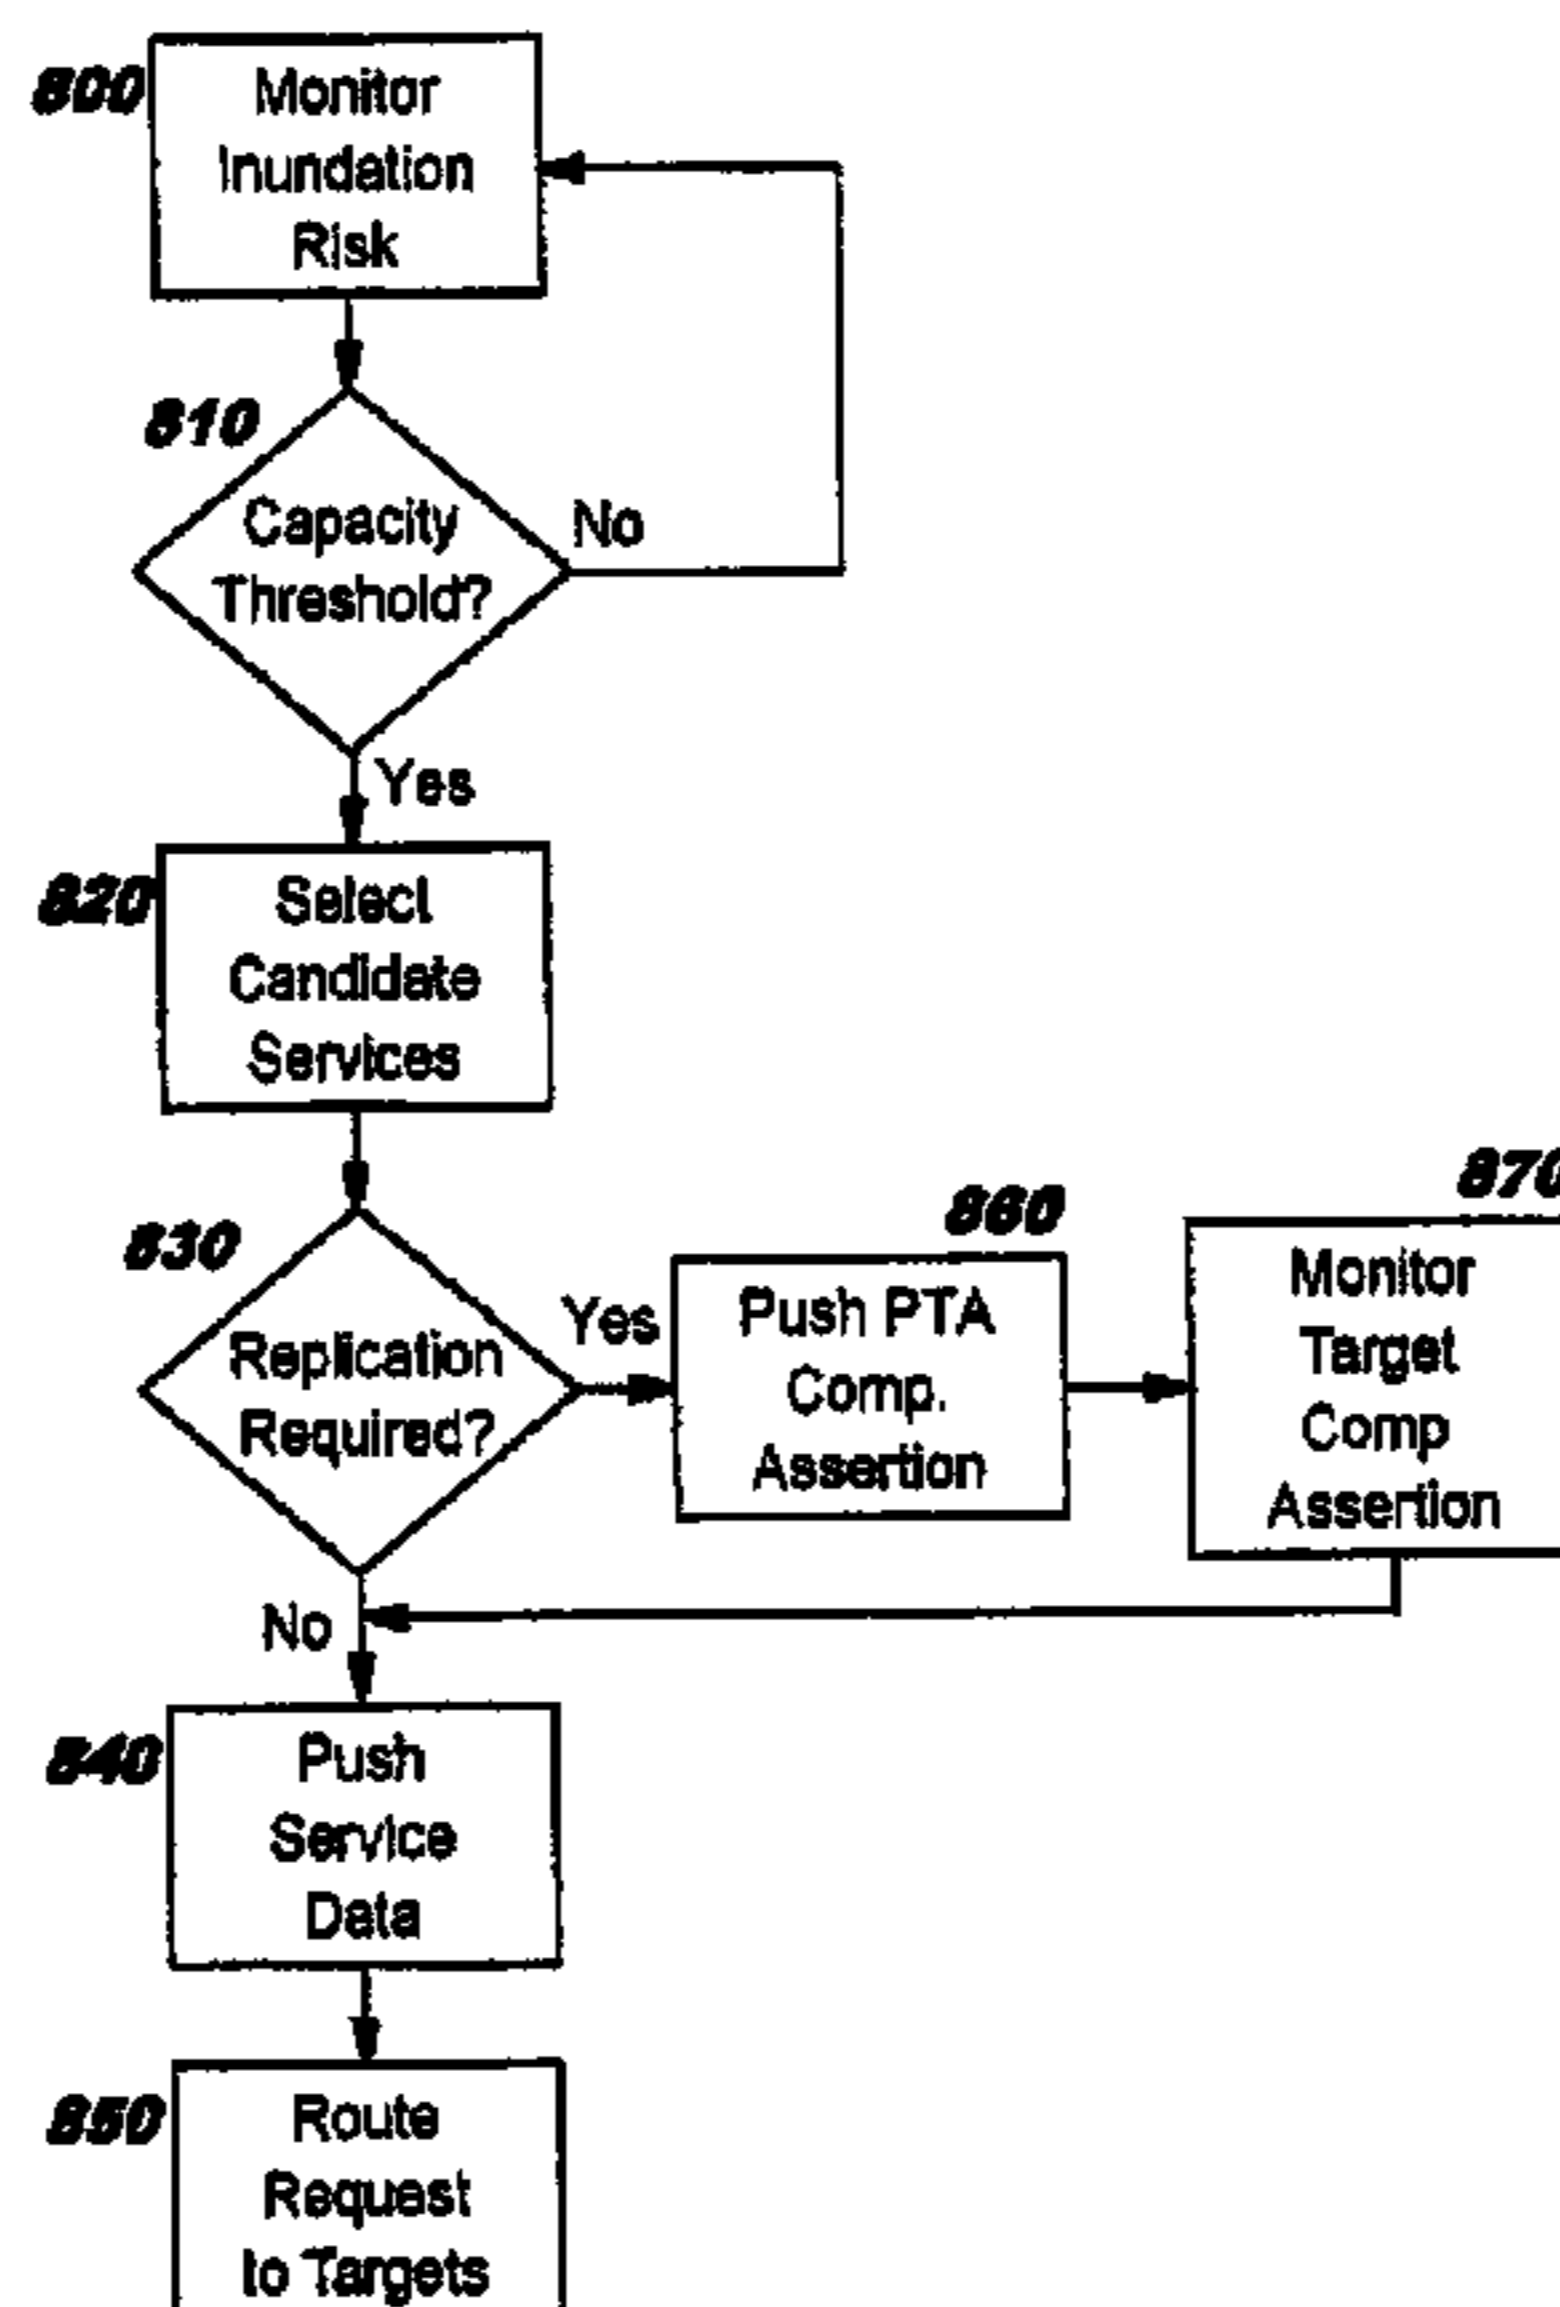 800
Monitor
Inundation
Risk
810
Capacity
Threshold?
No
Yes
820
Select
Candidate
Services
830
Replication
Required?
Yes
No
860
Push PTA
Comp.
Assertion
870
Monitor
Target
Comp
Assertion
840
Push
Service
Data
850
Route
Request
to Targets